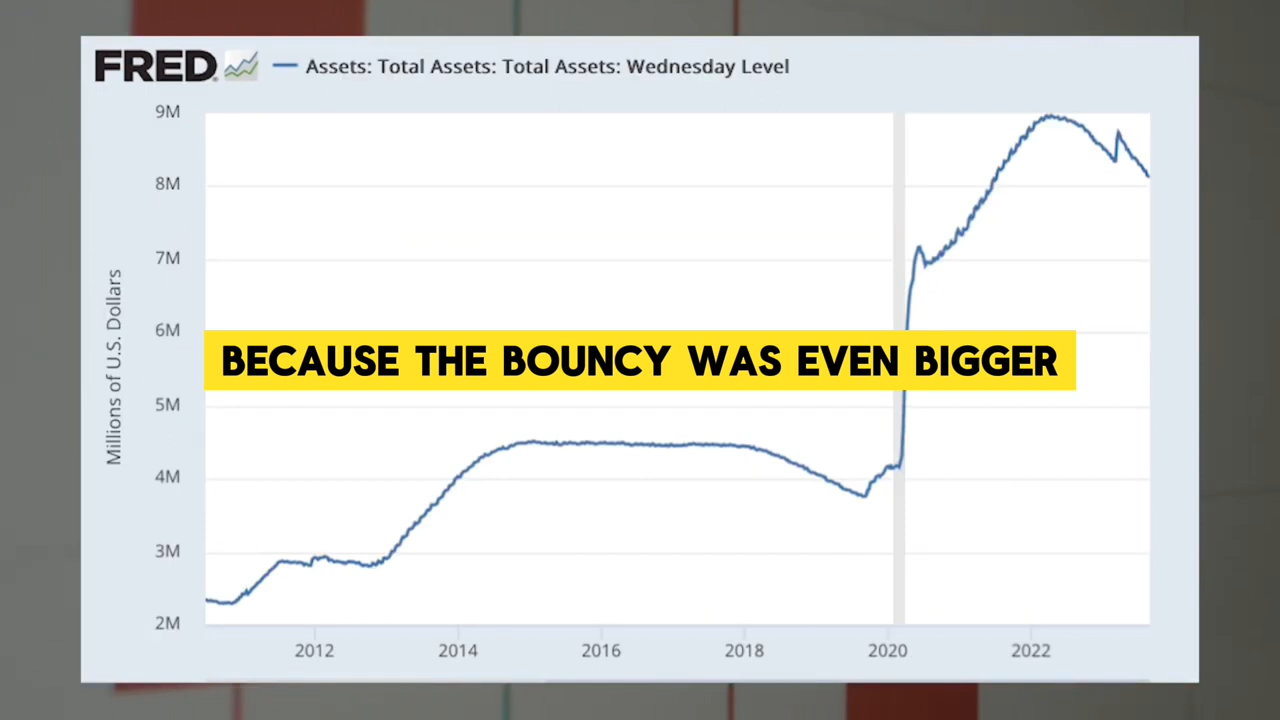 FRED
Assets: Total Assets: Total Assets: Wednesday Level
9M
8M
7M
6M
5M
4M
3M
2M
Millions of U.S. Dollars
BECAUSE THE BOUNCY WAS EVEN BIGGER
2012 2014 2016 2018 2020 2022